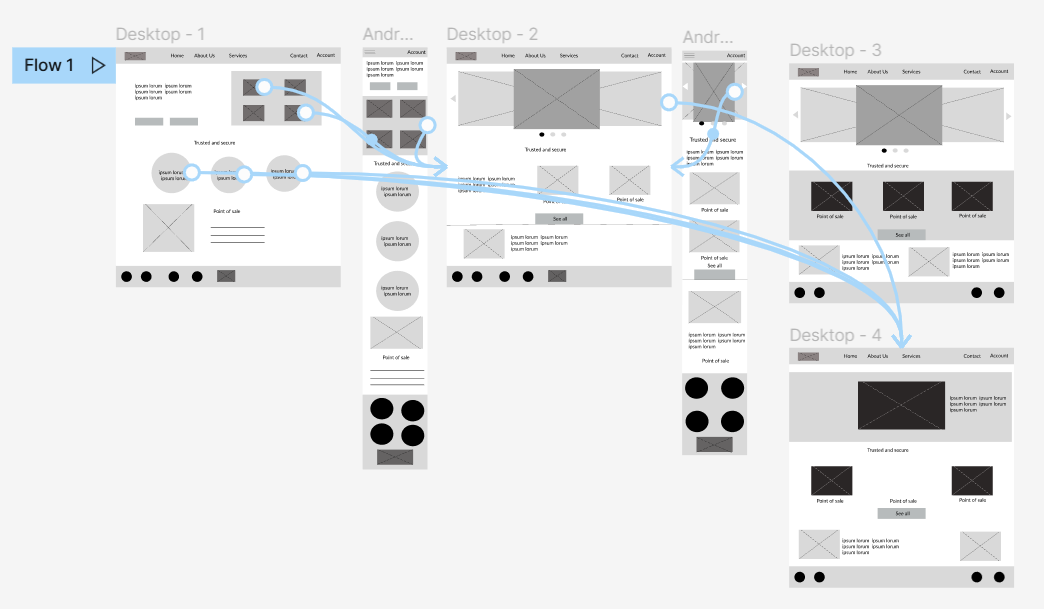 Desktop - 1
Andr...
Desktop - 2
Andr...
Desktop - 3
Flow 1
Home About Us Services Contact Account
ipsum lorum ipsum lorum
ipsum lorum ipsum lorum
ipsum lorum
Trusted and secure
ipsum lorum
ipsum lorum
ipsum lorum
ipsum lorum
Point of sale
Account
ipsum lorum ipsum lorum
ipsum lorum ipsum lorum
ipsum lorum
Trusted and secure
ipsum lorum
ipsum lorum
ipsum lorum
ipsum lorum
ipsum lorum
ipsum lorum
Point of sale
Home About Us Services Contact Account
Trusted and secure
ipsum lorum ipsum lorum
ipsum lorum ipsum lorum
ipsum lorum
Point of sale
Point of sale
See all
ipsum lorum ipsum lorum
ipsum lorum ipsum lorum
ipsum lorum
Account
Trusted and secure
ipsum lorum ipsum lorum
ipsum lorum ipsum lorum
ipsum lorum
Point of sale
Point of sale
See all
ipsum lorum ipsum lorum
ipsum lorum ipsum lorum
ipsum lorum
Point of sale
Home About Us Services Contact Account
Trusted and secure
Point of sale Point of sale Point of sale
See all
ipsum lorum ipsum lorum
ipsum lorum ipsum lorum
ipsum lorum
ipsum lorum ipsum lorum
ipsum lorum ipsum lorum
ipsum lorum
Desktop - 4
Home About Us Services Contact Account
ipsum lorum ipsum lorum
ipsum lorum ipsum lorum
ipsum lorum
Trusted and secure
Point of sale Point of sale Point of sale
See all
ipsum lorum ipsum lorum
ipsum lorum ipsum lorum
ipsum lorum